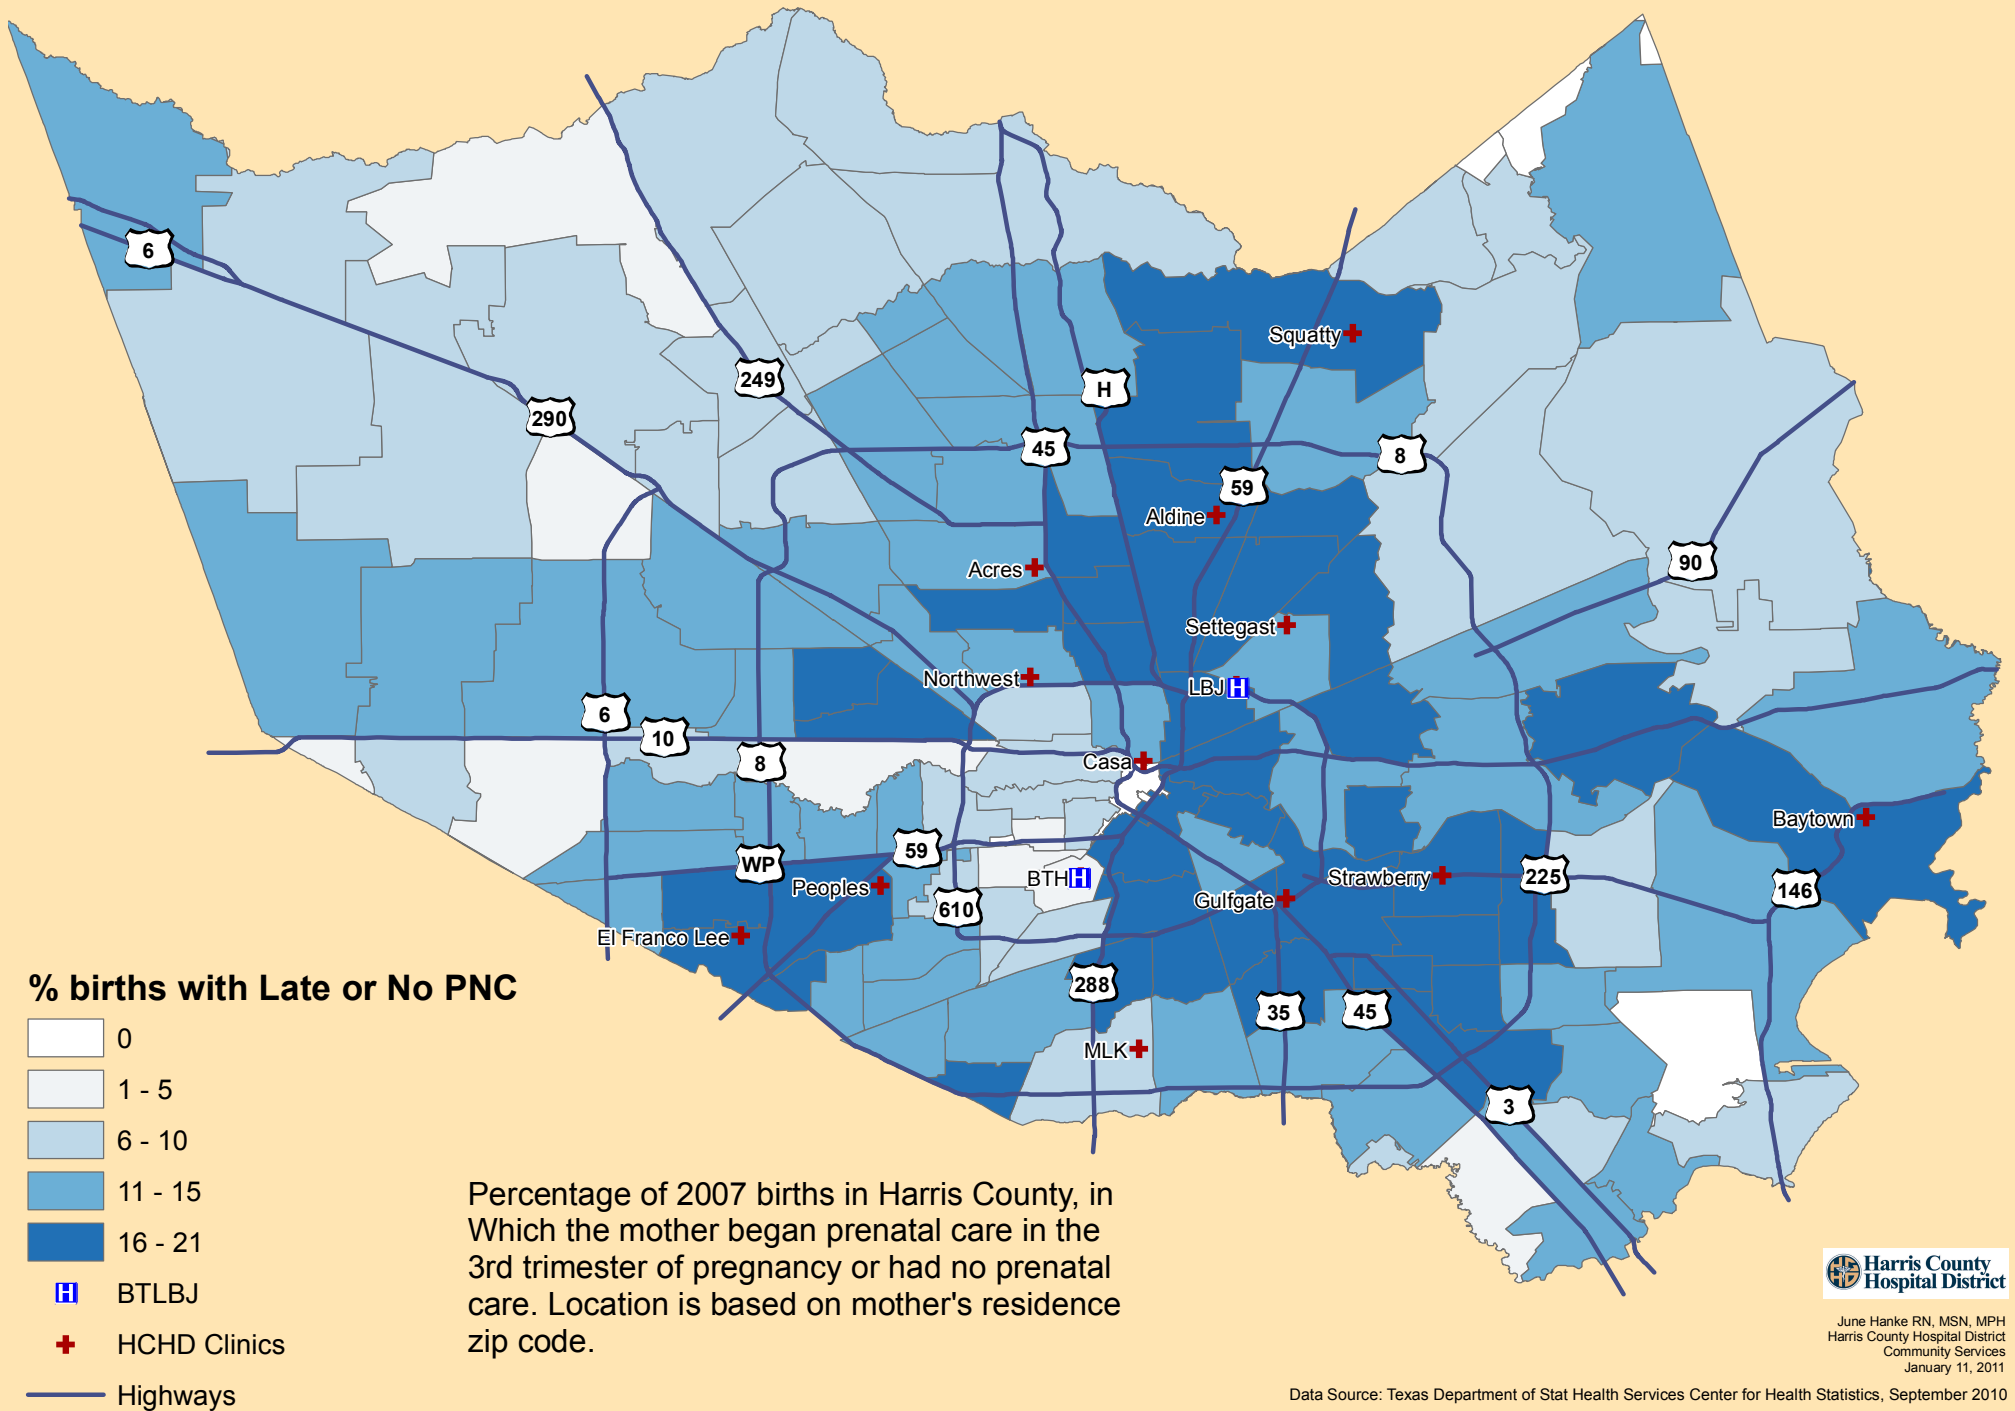 6
249
290
H
45
8
59
90
Squatty
Aldine
Acres
Settegast
Northwest
LBJ
H
6
10
8
Casa
Baytown
WP
59
Peoples
BTH
H
610
Gulfgate
Strawberry
225
146
El Franco Lee
288
35
45
MLK
3
% births with Late or No PNC
0
1 - 5
6 - 10
11 - 15
16 - 21
H BTLBJ
HCHD Clinics
Highways
Percentage of 2007 births in Harris County, in
Which the mother began prenatal care in the
3rd trimester of pregnancy or had no prenatal
care. Location is based on mother's residence
zip code.
Harris County
Hospital District
June Hanke RN, MSN, MPH
Harris County Hospital District
Community Services
January 11, 2011
Data Source: Texas Department of Stat Health Services Center for Health Statistics, September 2010